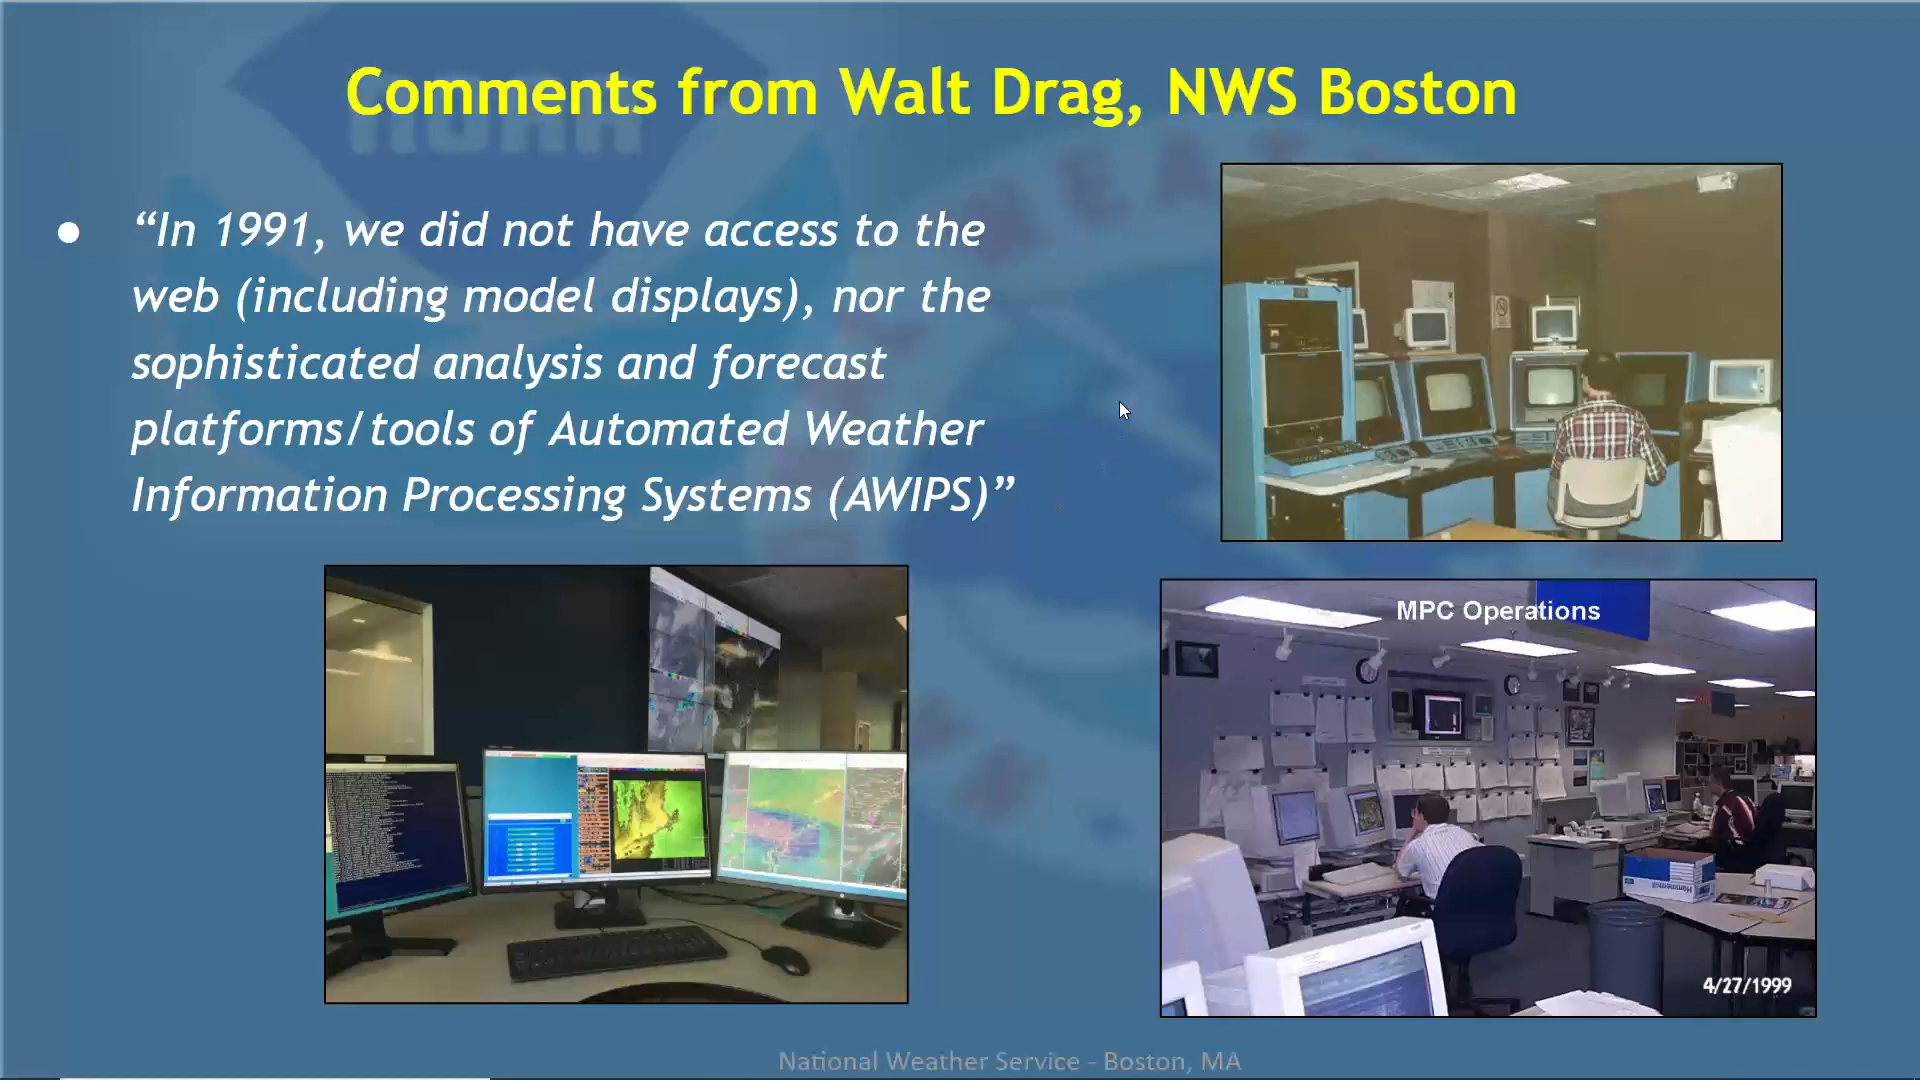 Comments from Walt Drag, NWS Boston
● “In 1991, we did not have access to the
web (including model displays), nor the
sophisticated analysis and forecast
platforms/tools of Automated Weather
Information Processing Systems (AWIPS)”
MPC Operations
4/27/1999
National Weather Service - Boston, MA